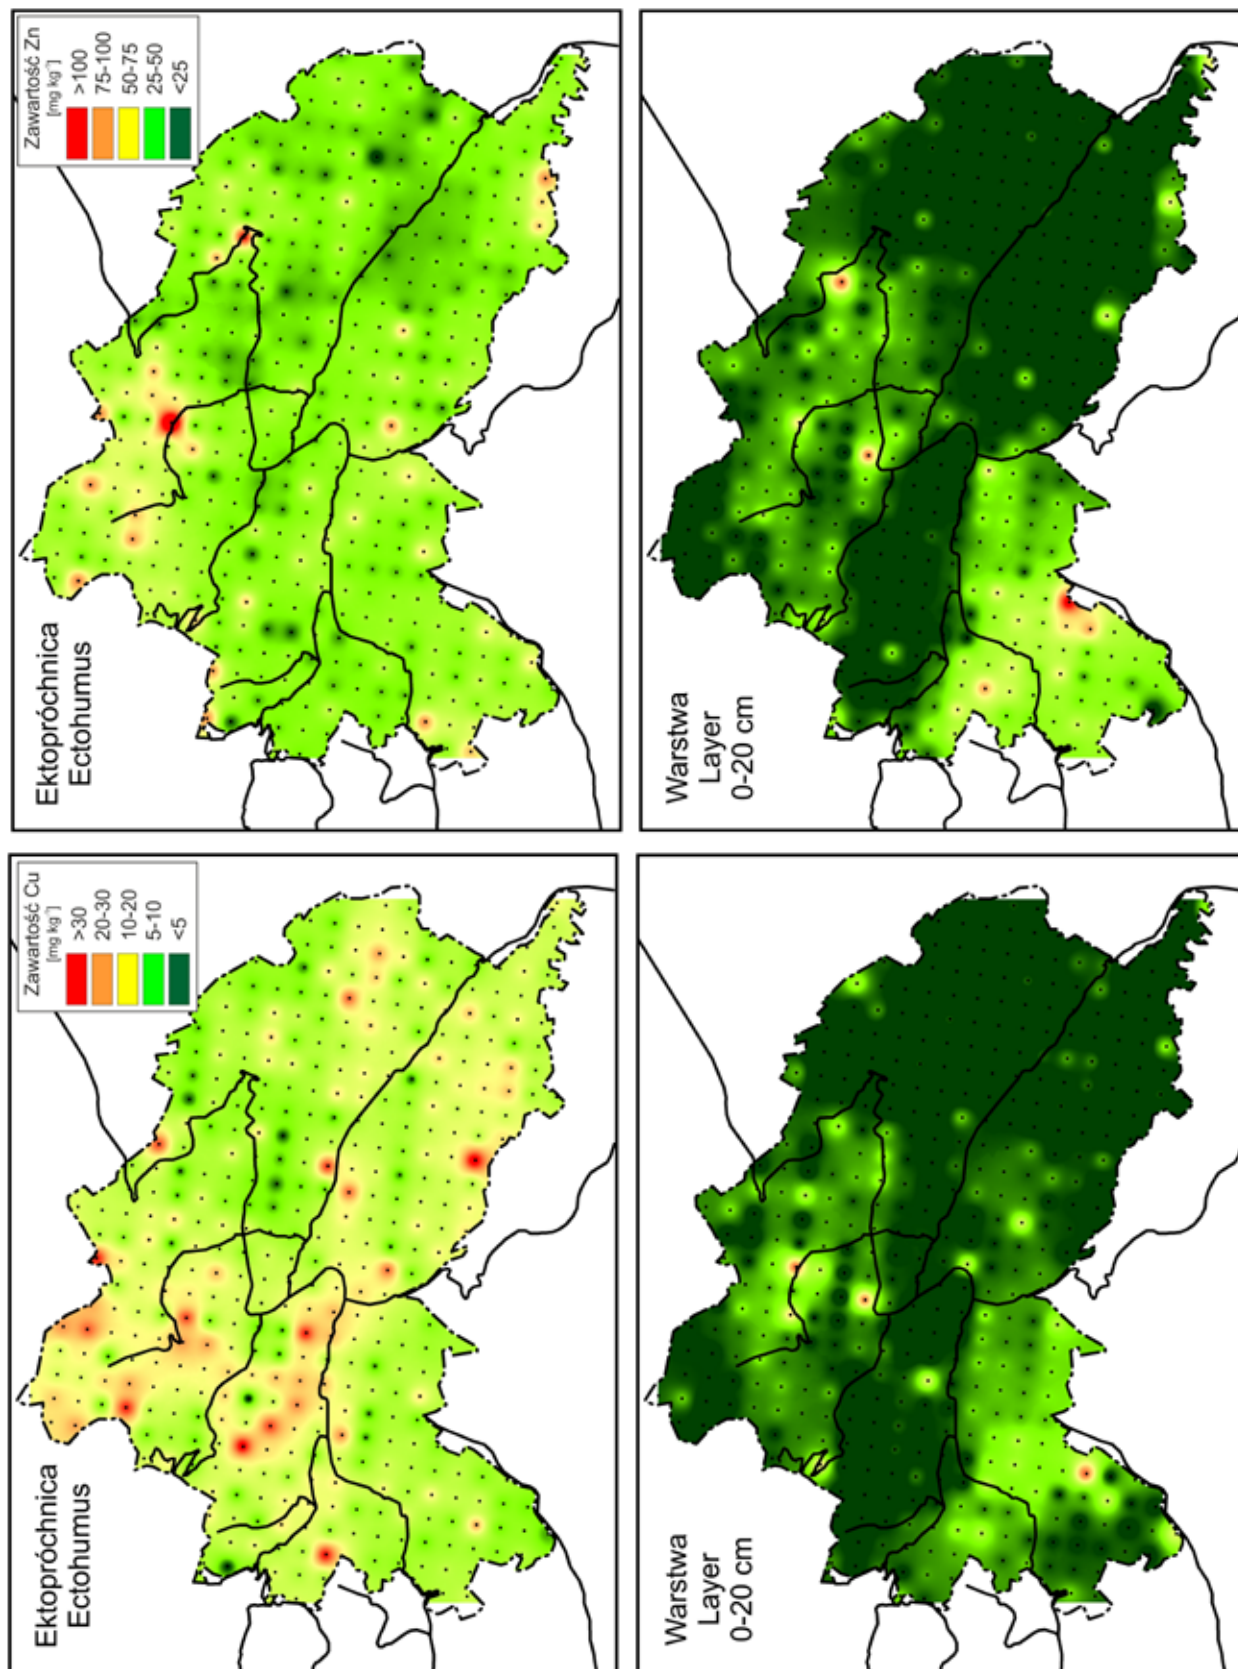 Ektopróchnica
Ectohumus
Zawartość Cu
[mg kg⁻¹]
>30
20-30
10-20
5-10
<5
Warstwa
Layer
0-20 cm
Ektopróchnica
Ectohumus
Zawartość Zn
[mg kg⁻¹]
>100
75-100
50-75
25-50
<25
Warstwa
Layer
0-20 cm